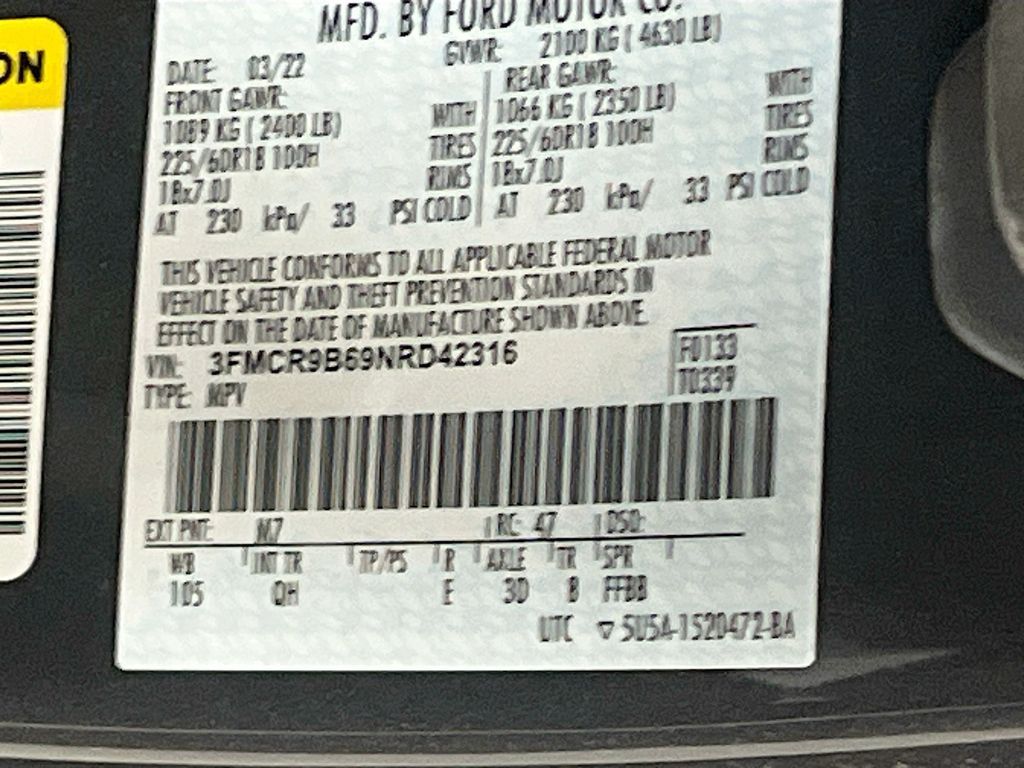 ON
MFD. BY FORD MOTOR CO.
DATE: 03/22 GVWR: 2100 KG ( 4630 LB)
FRONT GAWR: REAR GAWR:
1089 KG ( 2400 LB) WITH 1066 KG ( 2350 LB) WITH
225/60R18 100H TIRES 225/60R18 100H TIRES
18x7.0J RIMS 18x7.0J RIMS
AT 230 kPa/ 33 PSI COLD AT 230 kPa/ 33 PSI COLD
THIS VEHICLE CONFORMS TO ALL APPLICABLE FEDERAL MOTOR
VEHICLE SAFETY AND THEFT PREVENTION STANDARDS IN
EFFECT ON THE DATE OF MANUFACTURE SHOWN ABOVE.
VIN: 3FMCR9B69NRD42316 F0133
TYPE: MPV T0339
EXT PNT: M7 RC: 47 DSO:
WB INT TR TP/PS R AXLE TR SPR
105 QH E 3D B FFBB
UTC ▽ 5U5A-1520472-BA